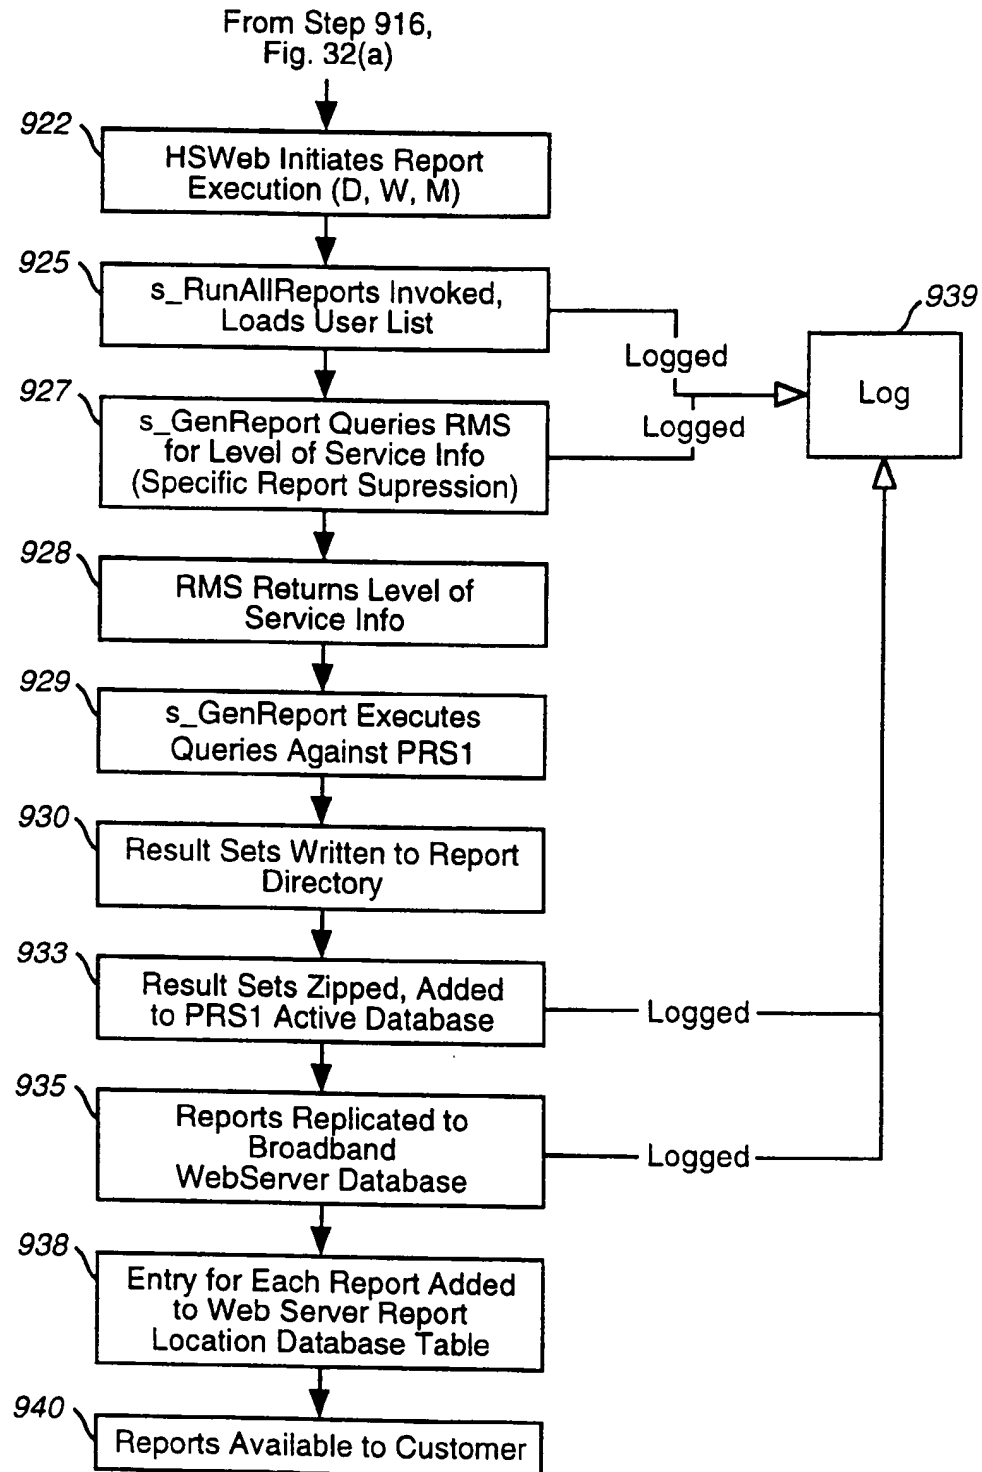 From Step 916,
Fig. 32(a)
922
HSWeb Initiates Report
Execution (D, W, M)
925
s_RunAllReports Invoked,
Loads User List
Logged
939
Log
927
s_GenReport Queries RMS
for Level of Service Info
(Specific Report Supression)
Logged
928
RMS Returns Level of
Service Info
929
s_GenReport Executes
Queries Against PRS1
930
Result Sets Written to Report
Directory
933
Result Sets Zipped, Added
to PRS1 Active Database
Logged
935
Reports Replicated to
Broadband
WebServer Database
Logged
938
Entry for Each Report Added
to Web Server Report
Location Database Table
940
Reports Available to Customer